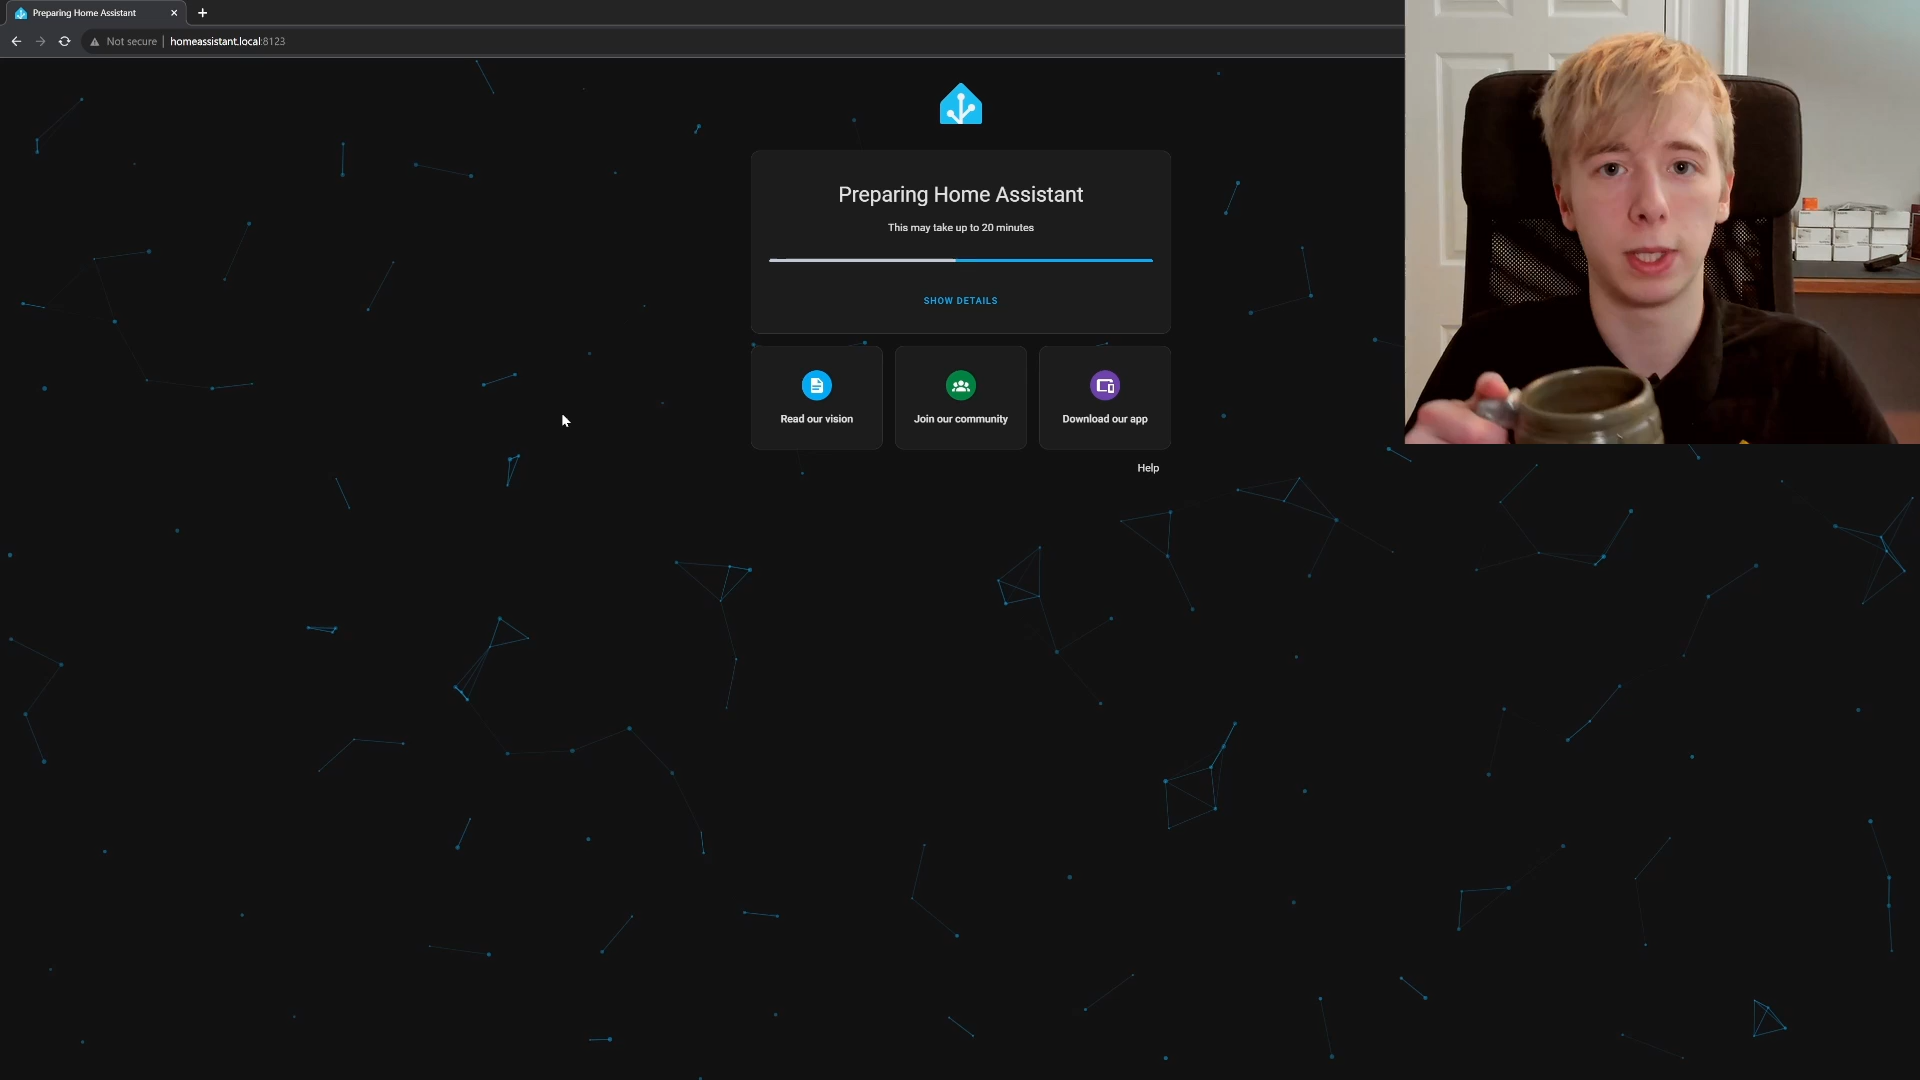 Preparing Home Assistant
Not secure
homeassistant.local:8123
Preparing Home Assistant
This may take up to 20 minutes
SHOW DETAILS
Read our vision
Join our community
Download our app
Help